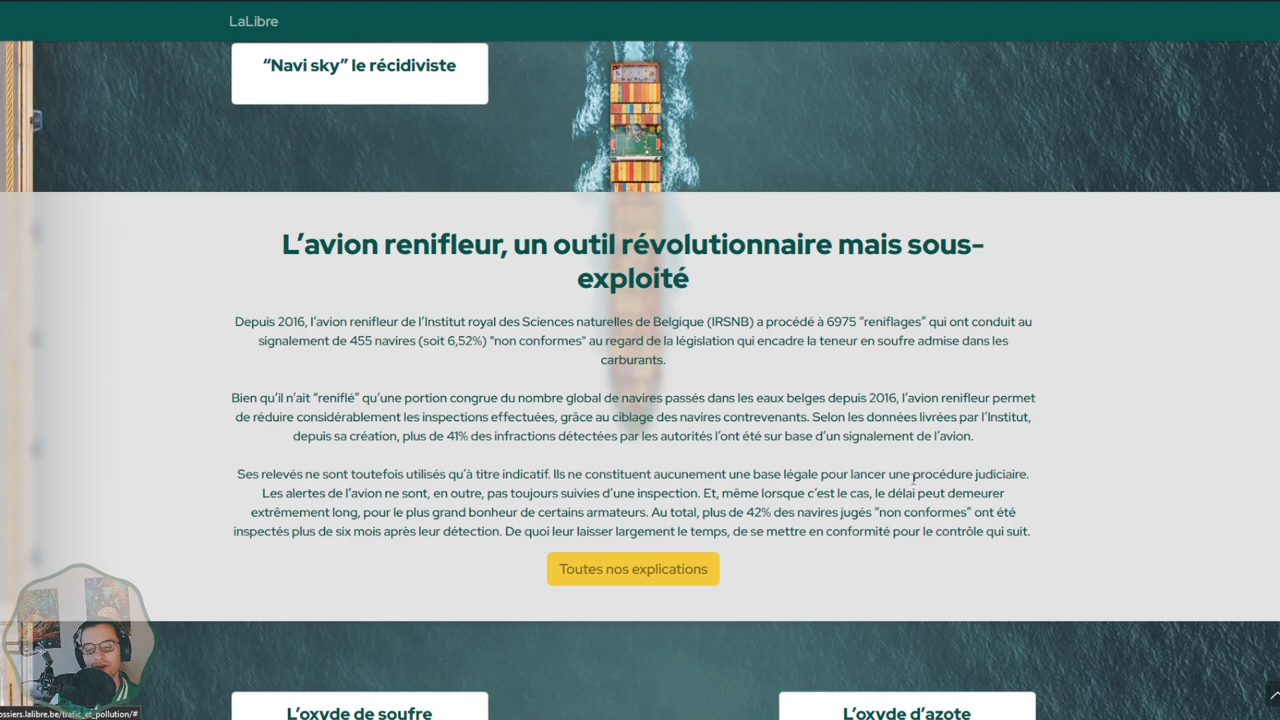 LaLibre
“Navi sky” le récidiviste
L’avion renifleur, un outil révolutionnaire mais sous-
exploité
Depuis 2016, l’avion renifleur de l’Institut royal des Sciences naturelles de Belgique (IRSNB) a procédé à 6975 “reniflages” qui ont conduit au
signalement de 455 navires (soit 6,52%) "non conformes" au regard de la législation qui encadre la teneur en soufre admise dans les
carburants.
Bien qu’il n’ait “reniflé” qu’une portion congrue du nombre global de navires passés dans les eaux belges depuis 2016, l’avion renifleur permet
de réduire considérablement les inspections effectuées, grâce au ciblage des navires contrevenants. Selon les données livrées par l’Institut,
depuis sa création, plus de 41% des infractions détectées par les autorités l’ont été sur base d’un signalement de l’avion.
Ses relevés ne sont toutefois utilisés qu’à titre indicatif. Ils ne constituent aucunement une base légale pour lancer une procédure judiciaire.
Les alertes de l’avion ne sont, en outre, pas toujours suivies d’une inspection. Et, même lorsque c’est le cas, le délai peut demeurer
extrêmement long, pour le plus grand bonheur de certains armateurs. Au total, plus de 42% des navires jugés “non conformes” ont été
inspectés plus de six mois après leur détection. De quoi leur laisser largement le temps, de se mettre en conformité pour le contrôle qui suit.
Toutes nos explications
L’oxyde de soufre
L’oxyde d’azote
ossiers.lalibre.be/trafic_et_pollution/#